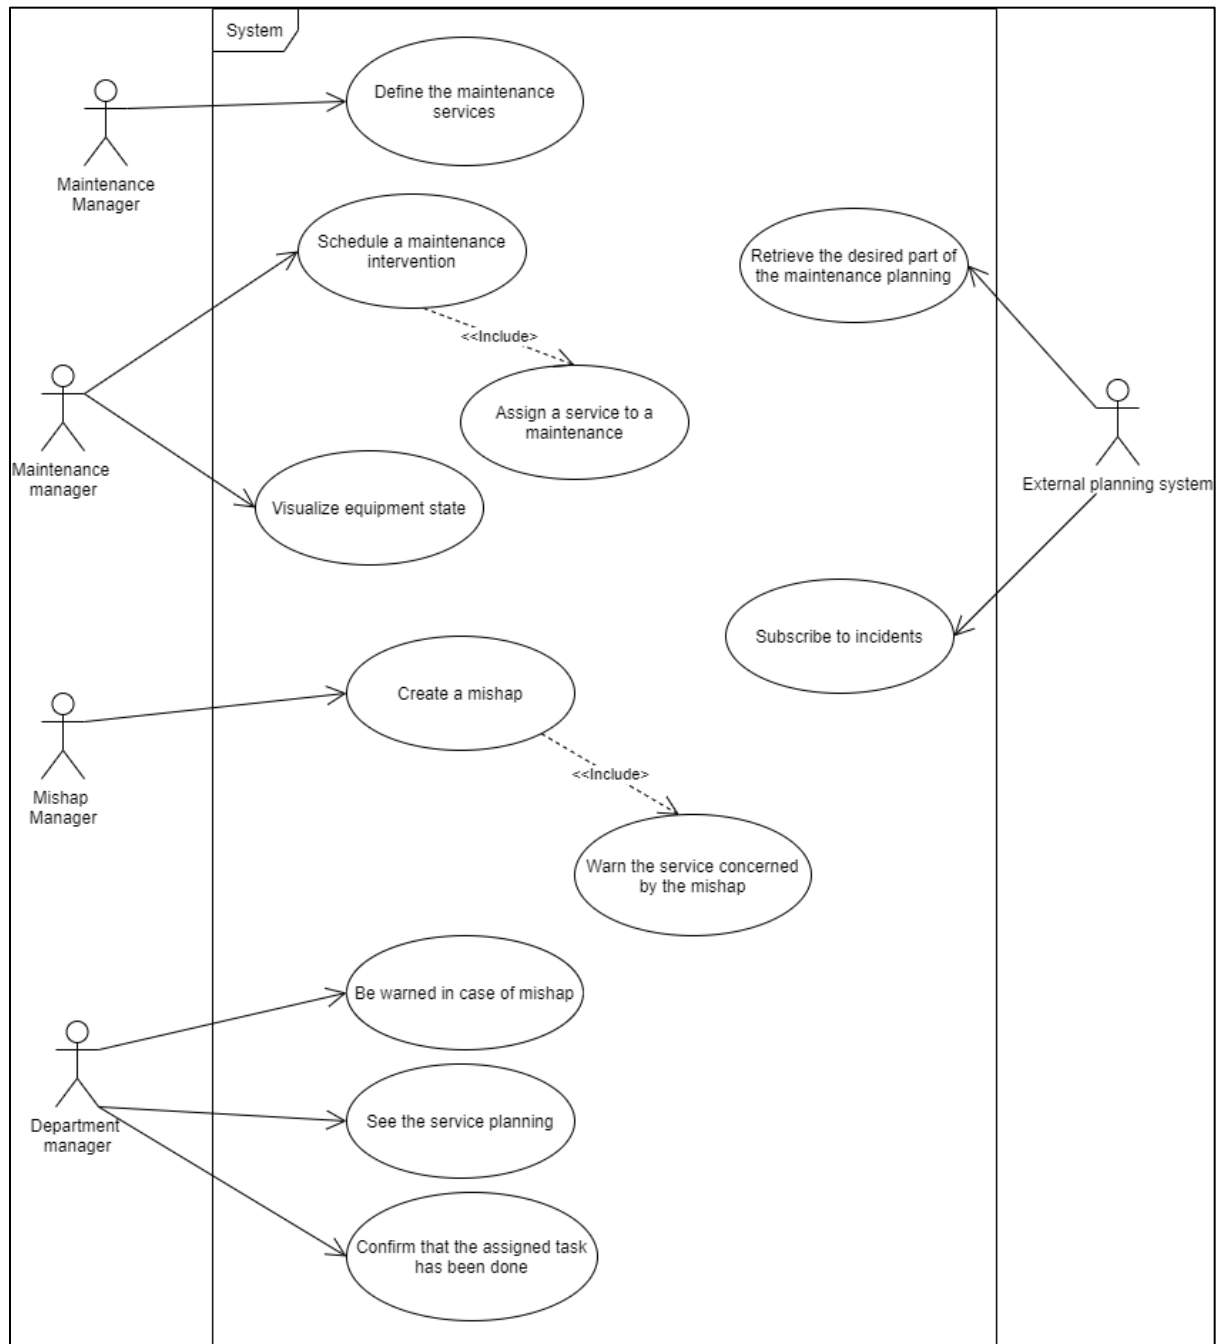 System
Define the maintenance
services
Maintenance
Manager
Schedule a maintenance
intervention
Retrieve the desired part of
the maintenance planning
<<Include>
Assign a service to a
maintenance
Maintenance
manager
External planning system
Visualize equipment state
Subscribe to incidents
Create a mishap
<<Include>
Mishap
Manager
Warn the service concerned
by the mishap
Be warned in case of mishap
See the service planning
Department
manager
Confirm that the assigned task
has been done